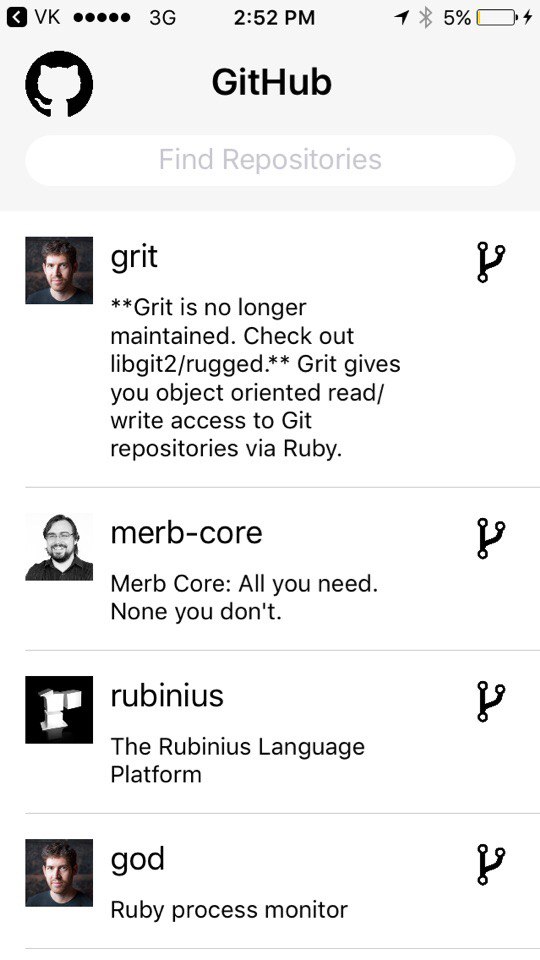 VK 3G 2:52 PM 5%
GitHub
Find Repositories
grit
**Grit is no longer
maintained. Check out
libgit2/rugged.** Grit gives
you object oriented read/
write access to Git
repositories via Ruby.
merb-core
Merb Core: All you need.
None you don't.
rubinius
The Rubinius Language
Platform
god
Ruby process monitor